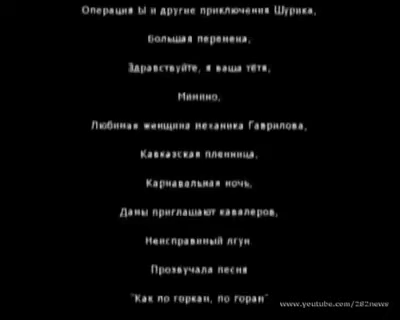 Операция Ы и другие приключения Шурика,
Большая перемена,
Здравствуйте, я ваша тётя,
Мимино,
Любимая женщина механика Гаврилова,
Кавказская пленница,
Карнавальная ночь,
Дамы приглашают кавалеров,
Неисправимый лгун
Прозвучала песня
"Как по горкам, по горам"
www.youtube.com/282news